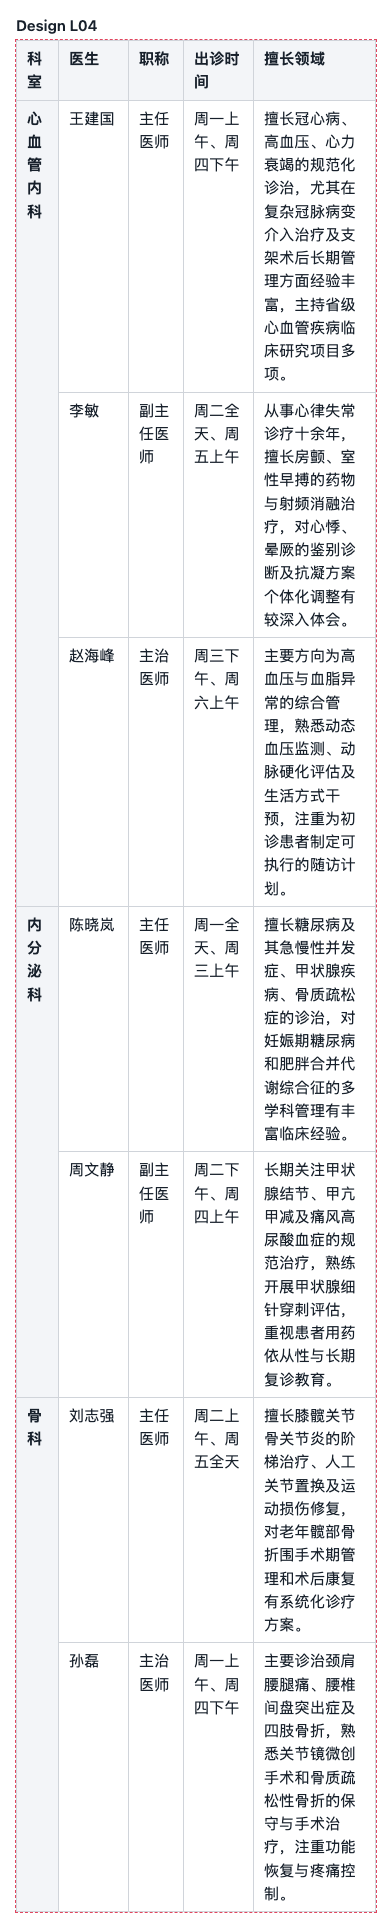 Design L04
科室 医生 职称 出诊时间 擅长领域
心血管内科
王建国 主任医师 周一上午、周四下午
擅长冠心病、
高血压、心力
衰竭的规范化
诊治，尤其在
复杂冠脉病变
介入治疗及支
架术后长期管
理方面经验丰
富，主持省级
心血管疾病临
床研究项目多
项。
李敏 副主任医师 周二全天、周五上午
从事心律失常
诊疗十余年，
擅长房颤、室
性早搏的药物
与射频消融治
疗，对心悸、
晕厥的鉴别诊
断及抗凝方案
个体化调整有
较深入体会。
赵海峰 主治医师 周三下午、周六上午
主要方向为高
血压与血脂异
常的综合管
理，熟悉动态
血压监测、动
脉硬化评估及
生活方式干
预，注重为初
诊患者制定可
执行的随访计
划。
内分泌科
陈晓岚 主任医师 周一全天、周三上午
擅长糖尿病及
其急慢性并发
症、甲状腺疾
病、骨质疏松
症的诊治，对
妊娠期糖尿病
和肥胖合并代
谢综合征的多
学科管理有丰
富临床经验。
周文静 副主任医师 周二下午、周四上午
长期关注甲状
腺结节、甲亢
甲减及痛风高
尿酸血症的规
范治疗，熟练
开展甲状腺细
针穿刺评估，
重视患者用药
依从性与长期
复诊教育。
骨科
刘志强 主任医师 周二上午、周五全天
擅长膝髋关节
骨关节炎的阶
梯治疗、人工
关节置换及运
动损伤修复，
对老年髋部骨
折围手术期管
理和术后康复
有系统化诊疗
方案。
孙磊 主治医师 周一上午、周四下午
主要诊治颈肩
腰腿痛、腰椎
间盘突出症及
四肢骨折，熟
悉关节镜微创
手术和骨质疏
松性骨折的保
守与手术治
疗，注重功能
恢复与疼痛控
制。